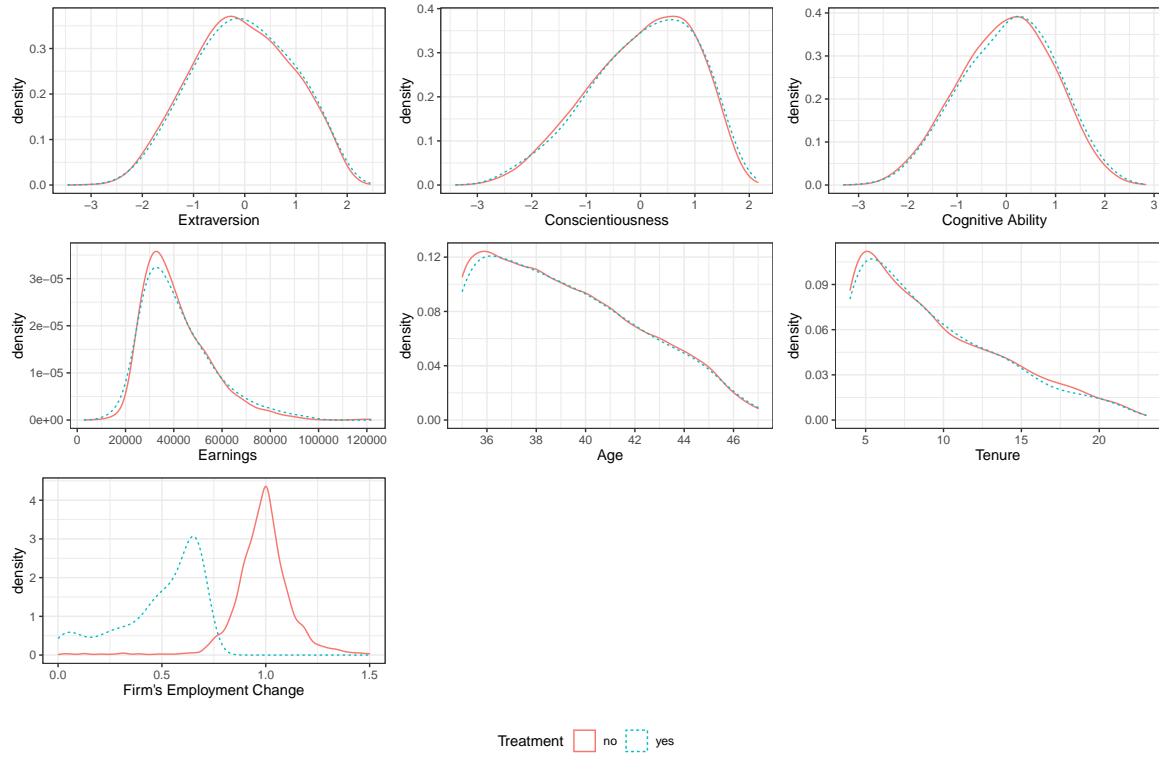 density
0.3
0.2
0.1
0.0
−3 −2 −1 0 1 2
Extraversion
density
0.4
0.3
0.2
0.1
0.0
−3 −2 −1 0 1 2
Conscientiousness
density
0.4
0.3
0.2
0.1
0.0
−3 −2 −1 0 1 2 3
Cognitive Ability
density
3e−05
2e−05
1e−05
0e+00
0 20000 40000 60000 80000 100000 120000
Earnings
density
0.12
0.08
0.04
0.00
36 38 40 42 44 46
Age
density
0.09
0.06
0.03
0.00
5 10 15 20
Tenure
density
4
3
2
1
0
0.0 0.5 1.0 1.5
Firm's Employment Change
Treatment no yes